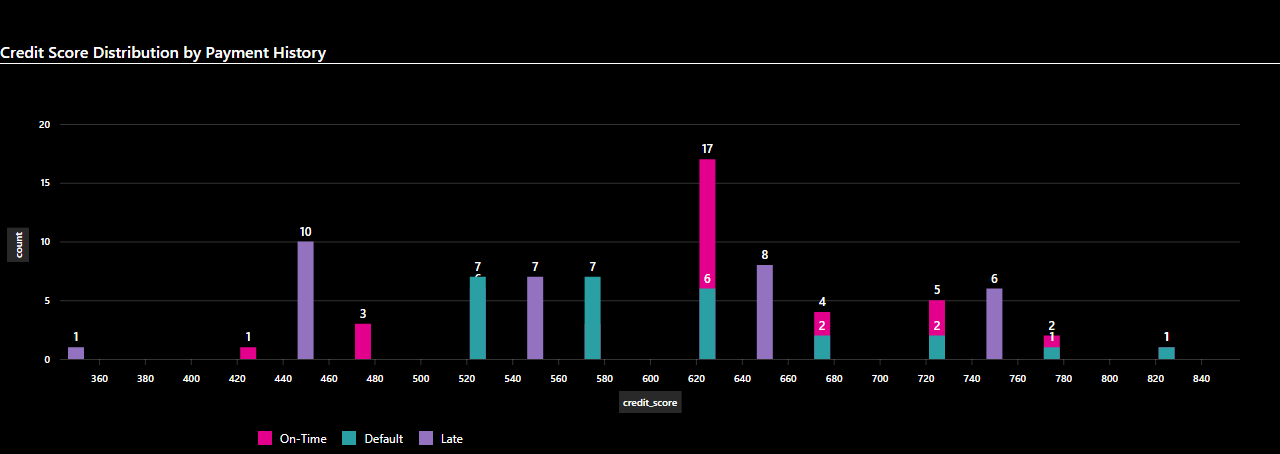 Credit Score Distribution by Payment History
20
15
10
5
0
count
1 1 10 3 7 7 7 17 6 8 4 2 5 2 6 2 1 1
360 380 400 420 440 460 480 500 520 540 560 580 600 620 640 660 680 700 720 740 760 780 800 820 840
credit_score
On-Time Default Late